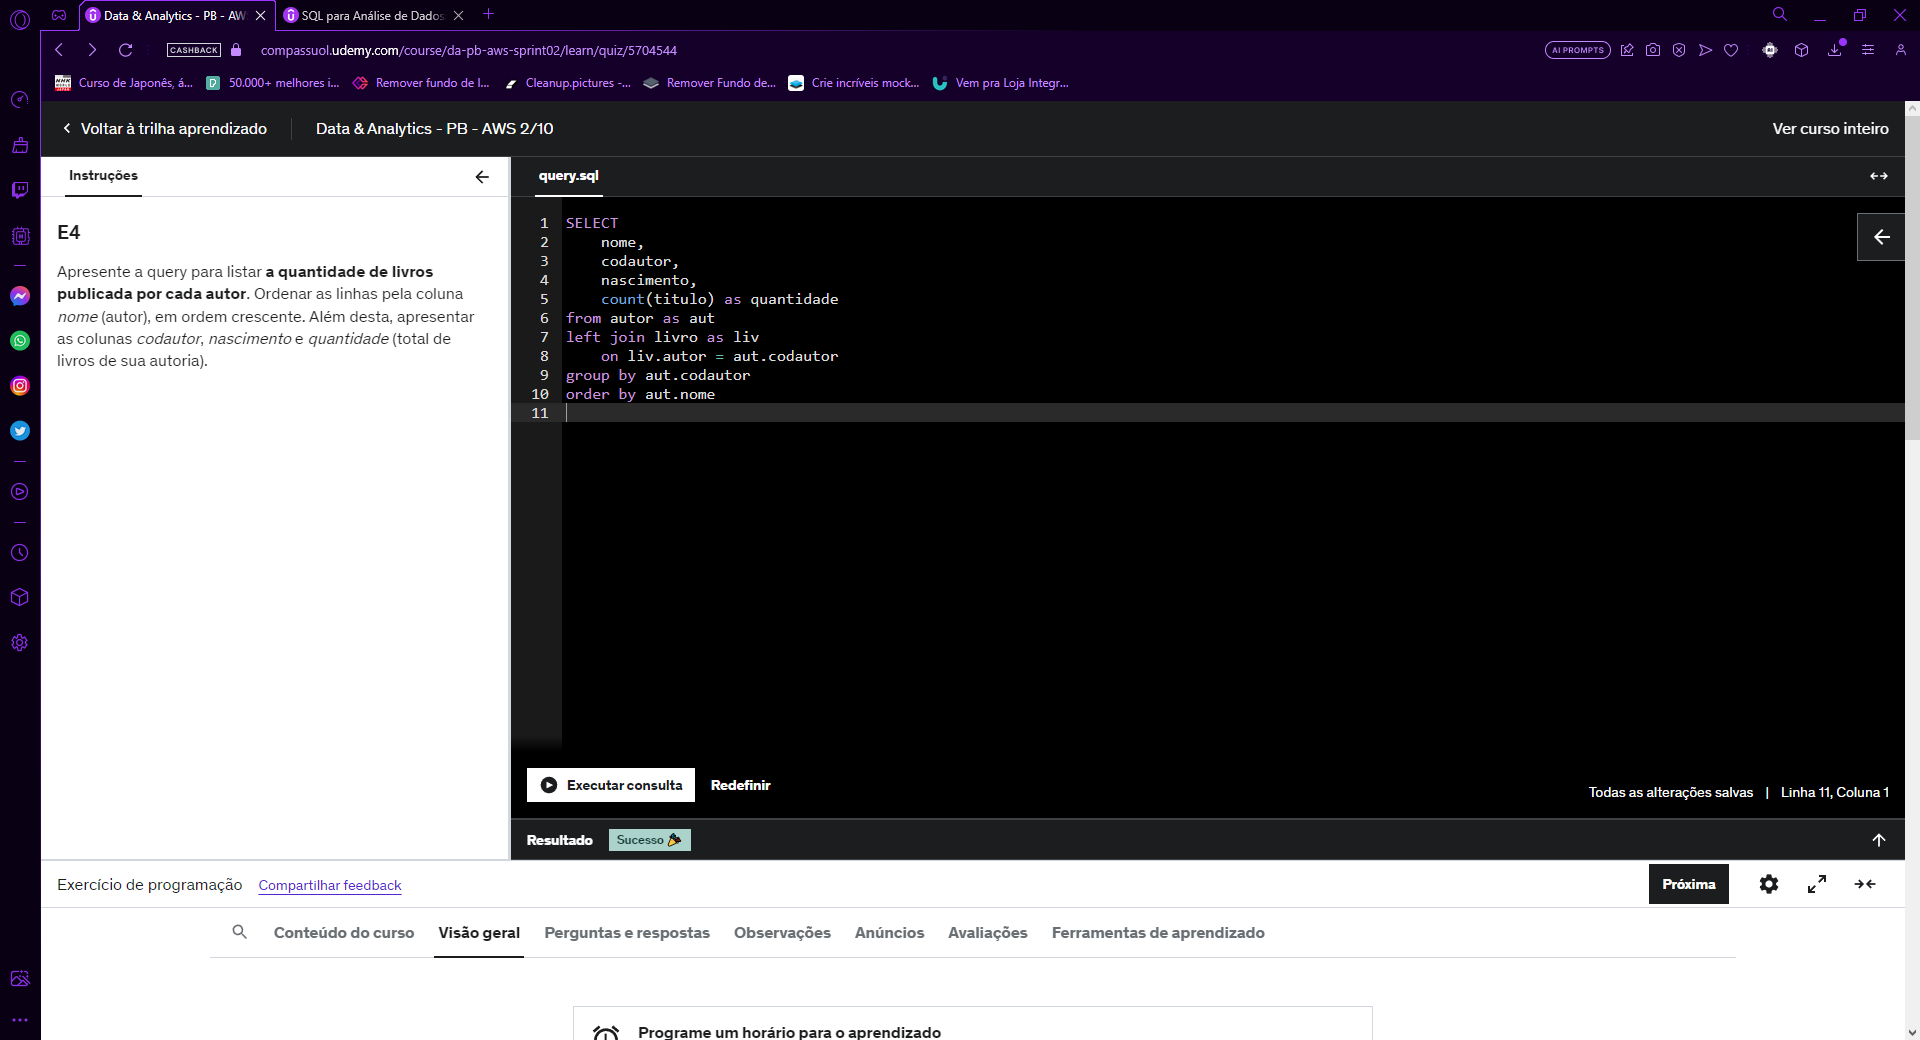 Data & Analytics - PB - AW
SQL para Análise de Dados
CASHBACK
compassuol.udemy.com/course/da-pb-aws-sprint02/learn/quiz/5704544
AI PROMPTS
Curso de Japonês, á...
50.000+ melhores i...
Remover fundo de I...
Cleanup.pictures -...
Remover Fundo de...
Crie incríveis mock...
Vem pra Loja Integr...
Voltar à trilha aprendizado
Data & Analytics - PB - AWS 2/10
Ver curso inteiro
Instruções
E4
Apresente a query para listar a quantidade de livros
publicada por cada autor. Ordenar as linhas pela coluna
nome (autor), em ordem crescente. Além desta, apresentar
as colunas codautor, nascimento e quantidade (total de
livros de sua autoria).
query.sql
1 SELECT
2 nome,
3 codautor,
4 nascimento,
5 count(titulo) as quantidade
6 from autor as aut
7 left join livro as liv
8 on liv.autor = aut.codautor
9 group by aut.codautor
10 order by aut.nome
11
Executar consulta
Redefinir
Todas as alterações salvas | Linha 11, Coluna 1
Resultado
Sucesso
Exercício de programação
Compartilhar feedback
Próxima
Conteúdo do curso
Visão geral
Perguntas e respostas
Observações
Anúncios
Avaliações
Ferramentas de aprendizado
Programe um horário para o aprendizado